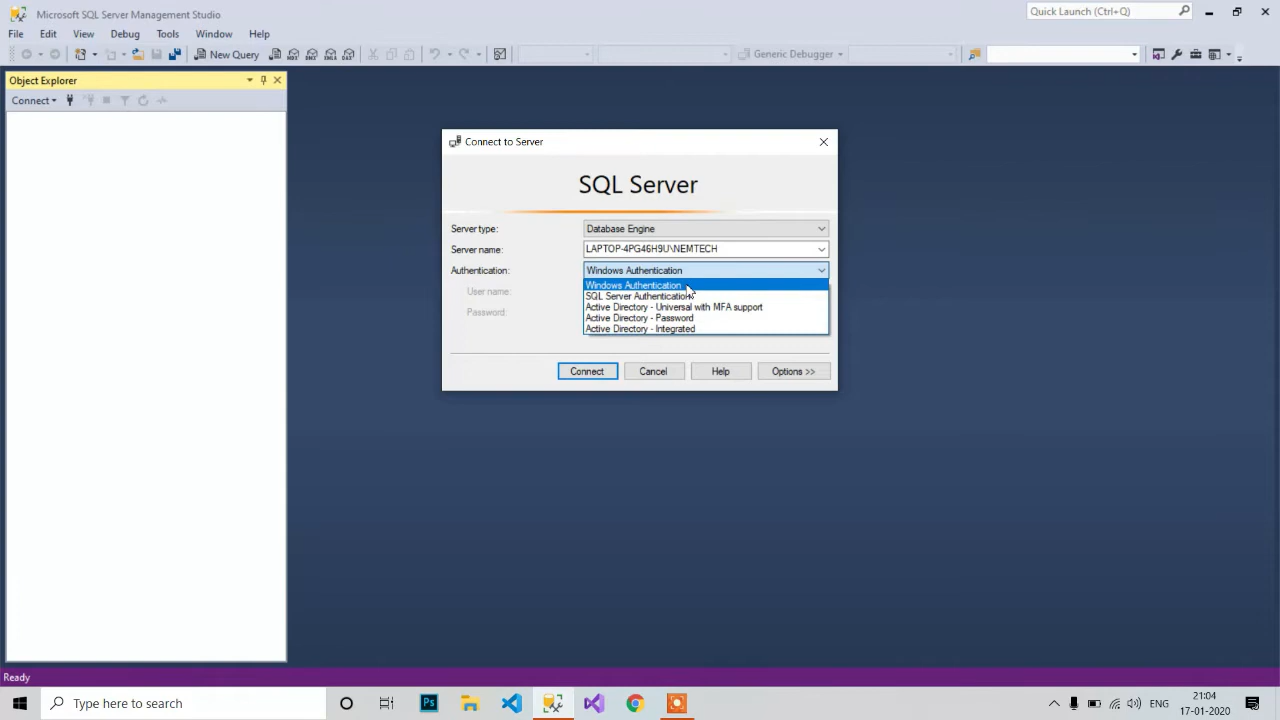 Microsoft SQL Server Management Studio
Quick Launch (Ctrl+Q)
File Edit View Debug Tools Window Help
New Query
Generic Debugger
Object Explorer
Connect
Connect to Server
SQL Server
Server type: Database Engine
Server name: LAPTOP-4PG46H9U\NEMTECH
Authentication: Windows Authentication
Windows Authentication
User name:
SQL Server Authentication
Active Directory - Universal with MFA support
Password:
Active Directory - Password
Active Directory - Integrated
Connect Cancel Help Options >>
Ready
Type here to search
Ps
ENG
21:04
17-01-2020